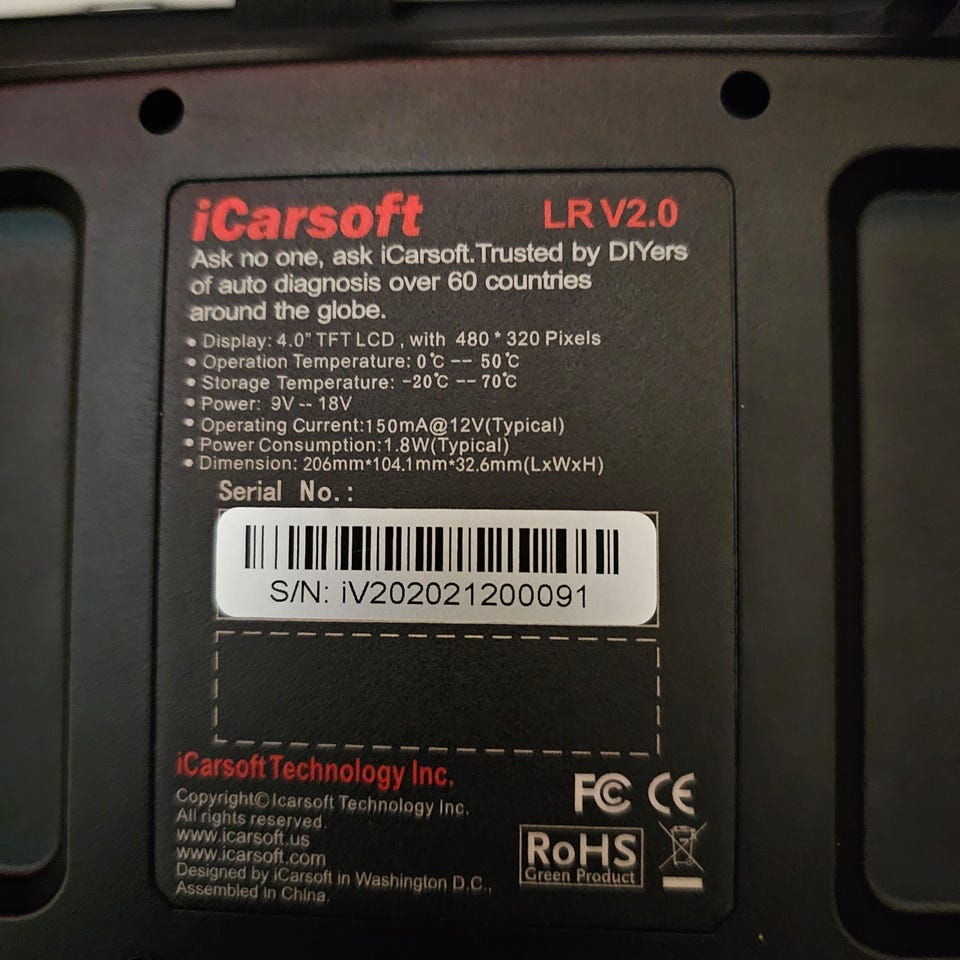 iCarsoft LR V2.0
Ask no one, ask iCarsoft.Trusted by DIYers
of auto diagnosis over 60 countries
around the globe.
• Display: 4.0" TFT LCD , with 480 * 320 Pixels
• Operation Temperature: 0℃ -- 50℃
• Storage Temperature: -20℃ -- 70℃
• Power: 9V -- 18V
• Operating Current:150mA@12V(Typical)
• Power Consumption:1.8W(Typical)
• Dimension: 206mm*104.1mm*32.6mm(LxWxH)
Serial No.:
S/N: iV202021200091
iCarsoft Technology Inc.
Copyright© Icarsoft Technology Inc.
All rights reserved.
www.icarsoft.us
www.icarsoft.com
Designed by iCarsoft in Washington D.C.,
Assembled in China.
FC CE
RoHS
Green Product